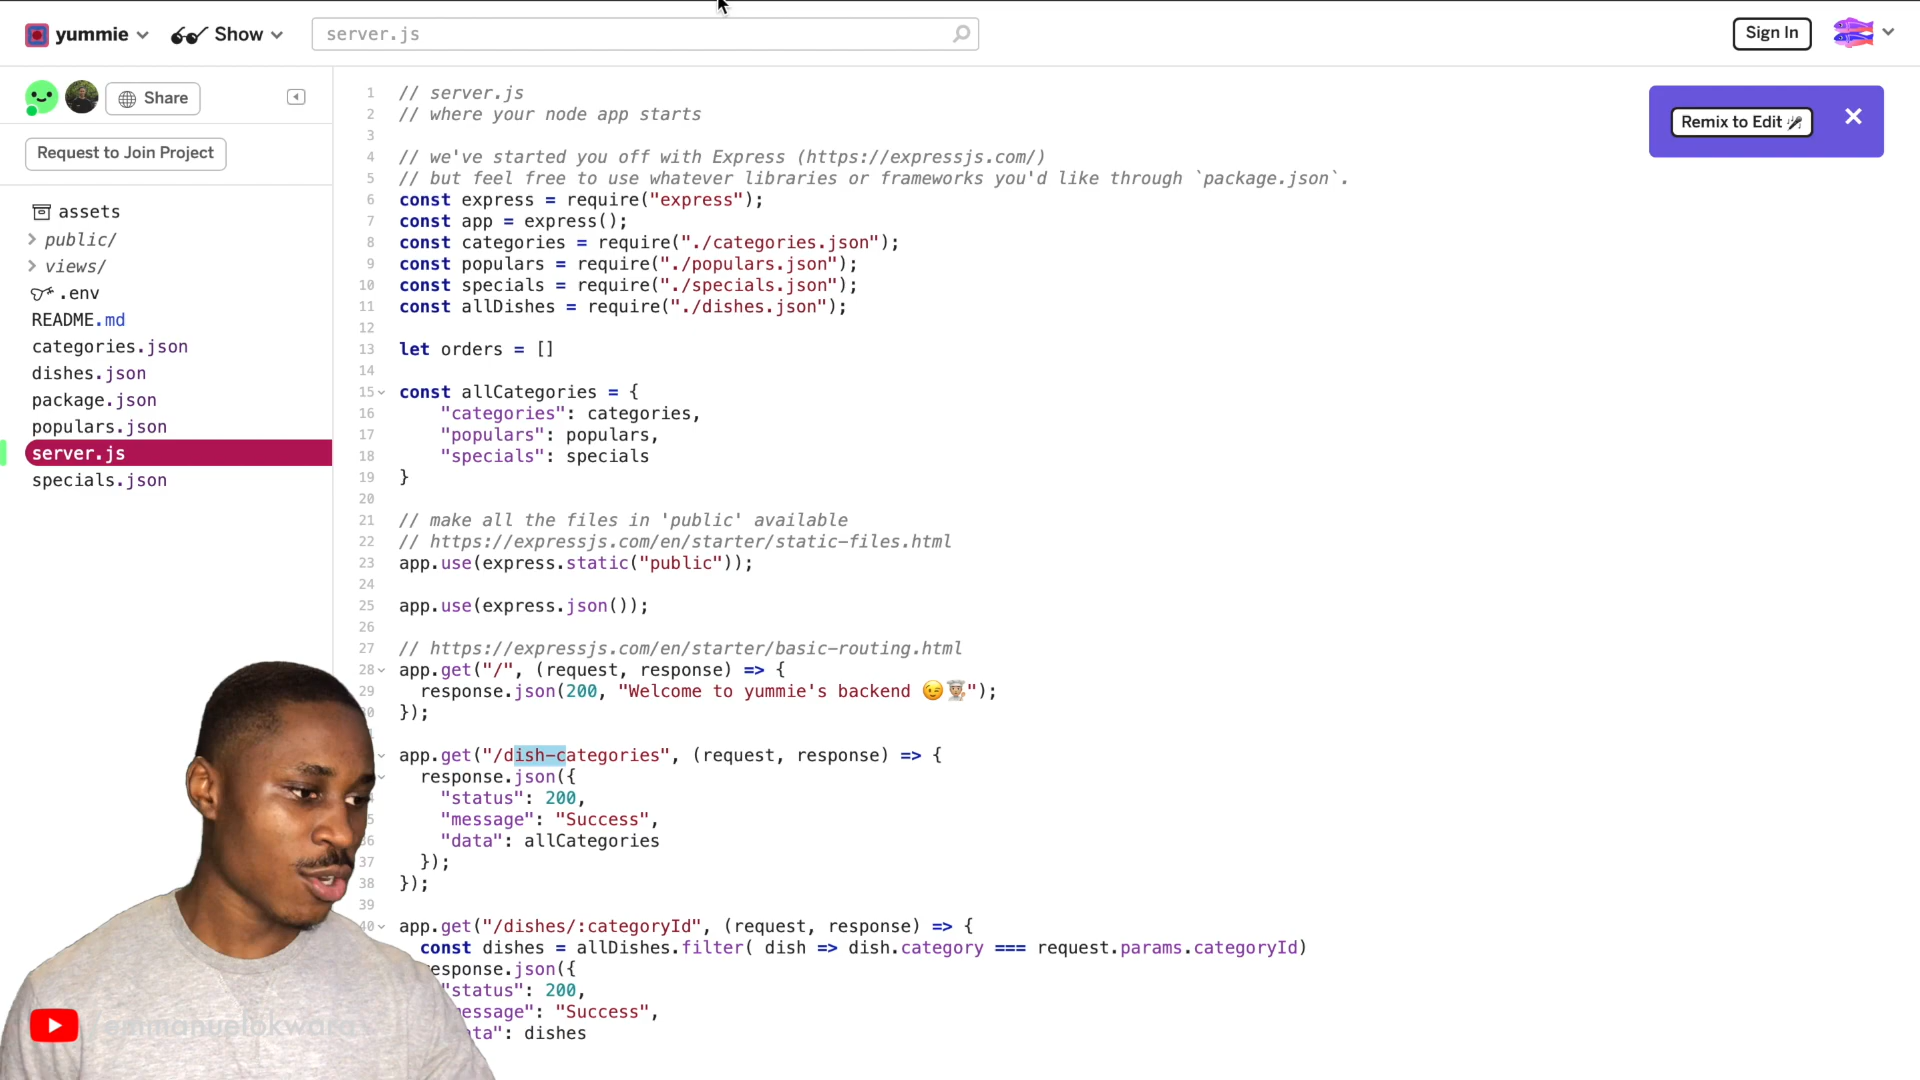 yummie
Show
server.js
Sign In
Share
Request to Join Project
assets
public/
views/
.env
README.md
categories.json
dishes.json
package.json
populars.json
server.js
specials.json
Remix to Edit
1 // server.js
2 // where your node app starts
3
4 // we've started you off with Express (https://expressjs.com/)
5 // but feel free to use whatever libraries or frameworks you'd like through `package.json`.
6 const express = require("express");
7 const app = express();
8 const categories = require("./categories.json");
9 const populars = require("./populars.json");
10 const specials = require("./specials.json");
11 const allDishes = require("./dishes.json");
12
13 let orders = []
14
15 const allCategories = {
16 "categories": categories,
17 "populars": populars,
18 "specials": specials
19 }
20
21 // make all the files in 'public' available
22 // https://expressjs.com/en/starter/static-files.html
23 app.use(express.static("public"));
24
25 app.use(express.json());
26
27 // https://expressjs.com/en/starter/basic-routing.html
28 app.get("/", (request, response) => {
29 response.json(200, "Welcome to yummie's backend 😉👨🏼‍🍳");
});
app.get("/dish-categories", (request, response) => {
response.json({
"status": 200,
"message": "Success",
"data": allCategories
37 });
38 });
39
app.get("/dishes/:categoryId", (request, response) => {
const dishes = allDishes.filter( dish => dish.category === request.params.categoryId)
response.json({
"status": 200,
"message": "Success",
"data": dishes